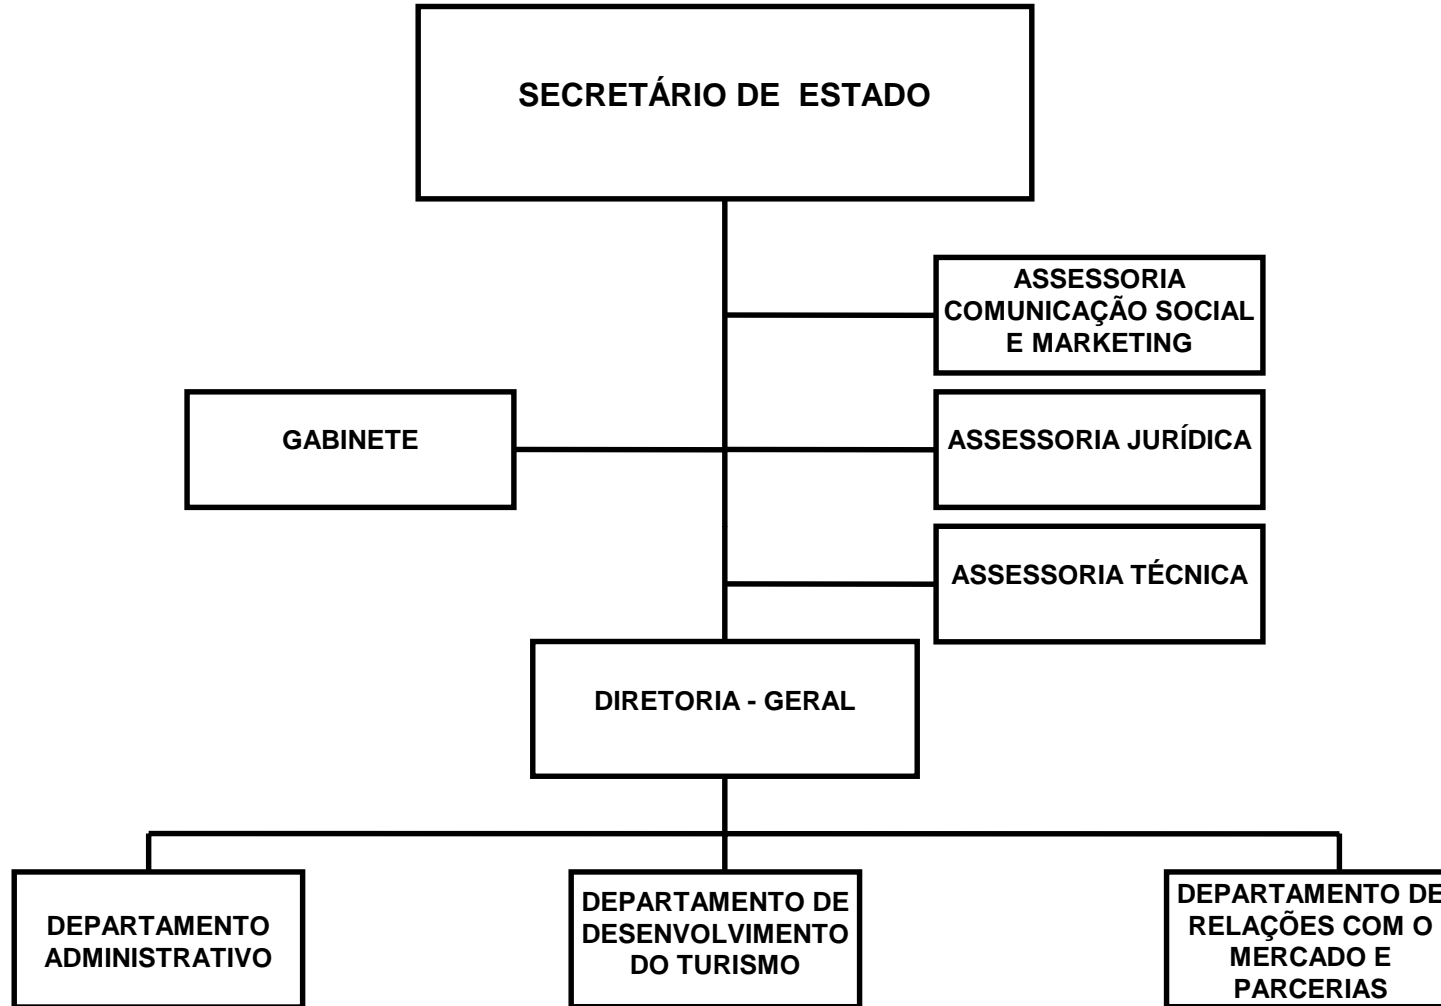 SECRETÁRIO DE ESTADO
ASSESSORIA
COMUNICAÇÃO SOCIAL
E MARKETING
GABINETE
ASSESSORIA JURÍDICA
ASSESSORIA TÉCNICA
DIRETORIA - GERAL
DEPARTAMENTO
ADMINISTRATIVO
DEPARTAMENTO DE
DESENVOLVIMENTO
DO TURISMO
DEPARTAMENTO DE
RELAÇÕES COM O
MERCADO E
PARCERIAS